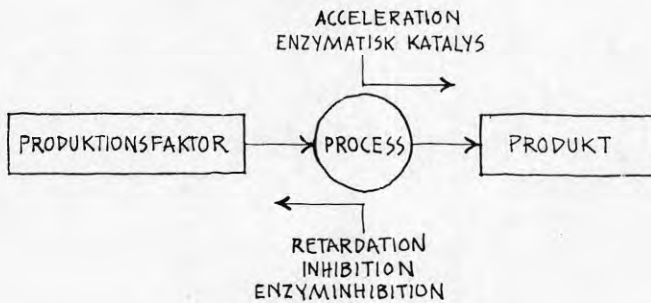 ACCELERATION
ENZYMATISK KATALYS
PRODUKTIONSFAKTOR
PROCESS
PRODUKT
RETARDATION
INHIBITION
ENZYMINHIBITION